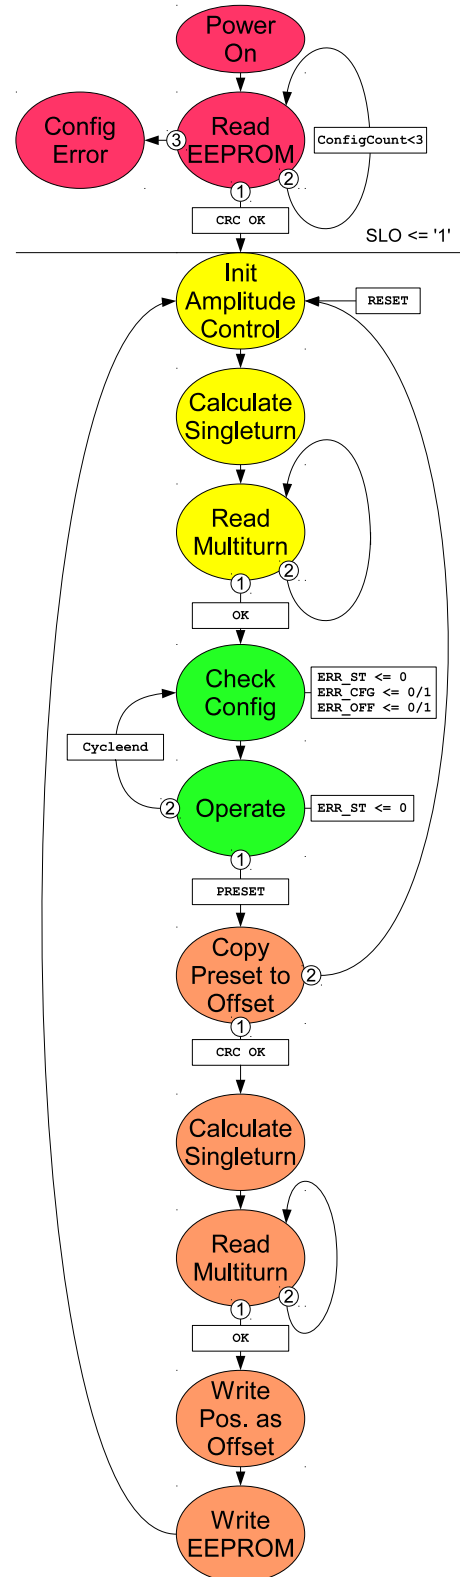 Power
On
Config
Error
3
Read
EEPROM
ConfigCount<3
1
2
CRC OK
SLO <= '1'
Init
Amplitude
Control
RESET
Calculate
Singleturn
Read
Multiturn
1
2
OK
Check
Config
ERR_ST <= 0
ERR_CFG <= 0/1
ERR_OFF <= 0/1
Cycleend
2
Operate
ERR_ST <= 0
1
PRESET
Copy
Preset to
Offset
2
1
CRC OK
Calculate
Singleturn
Read
Multiturn
2
1
OK
Write
Pos. as
Offset
Write
EEPROM